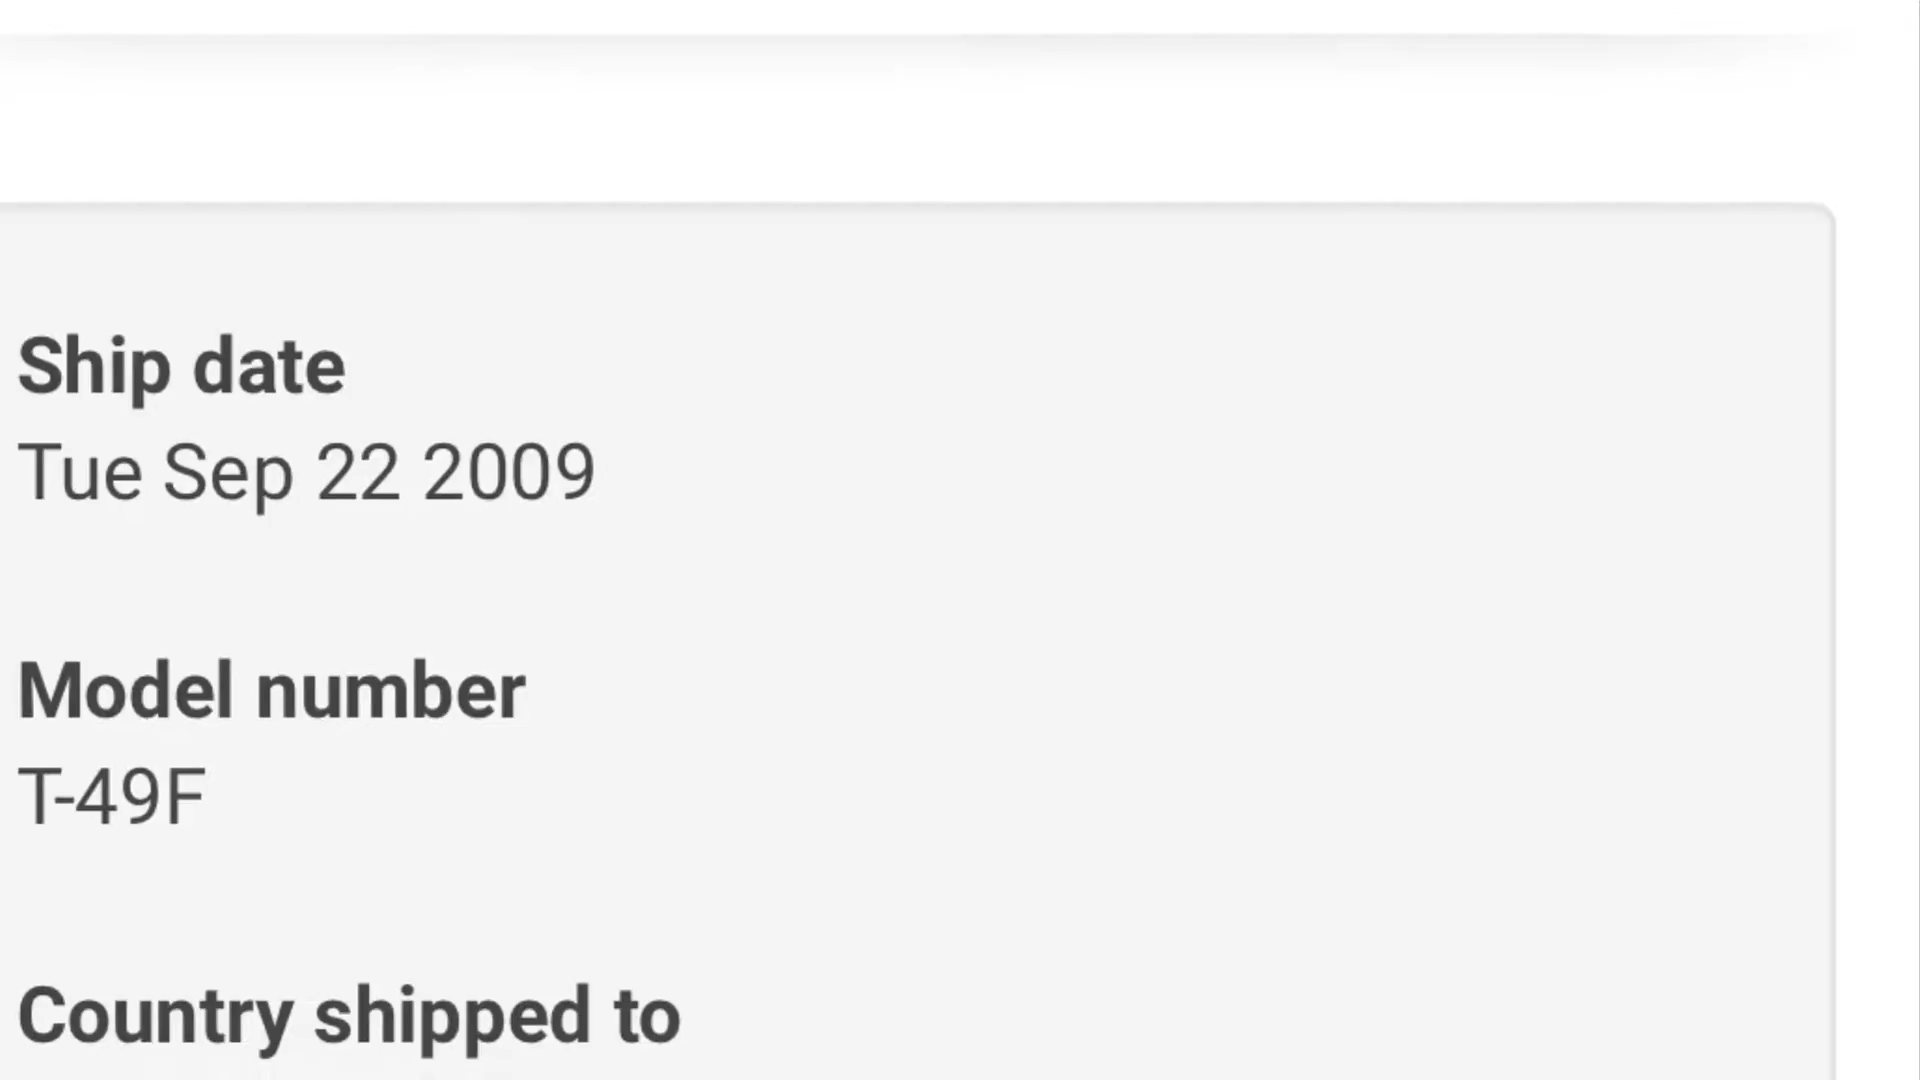 Ship date
Tue Sep 22 2009
Model number
T-49F
Country shipped to